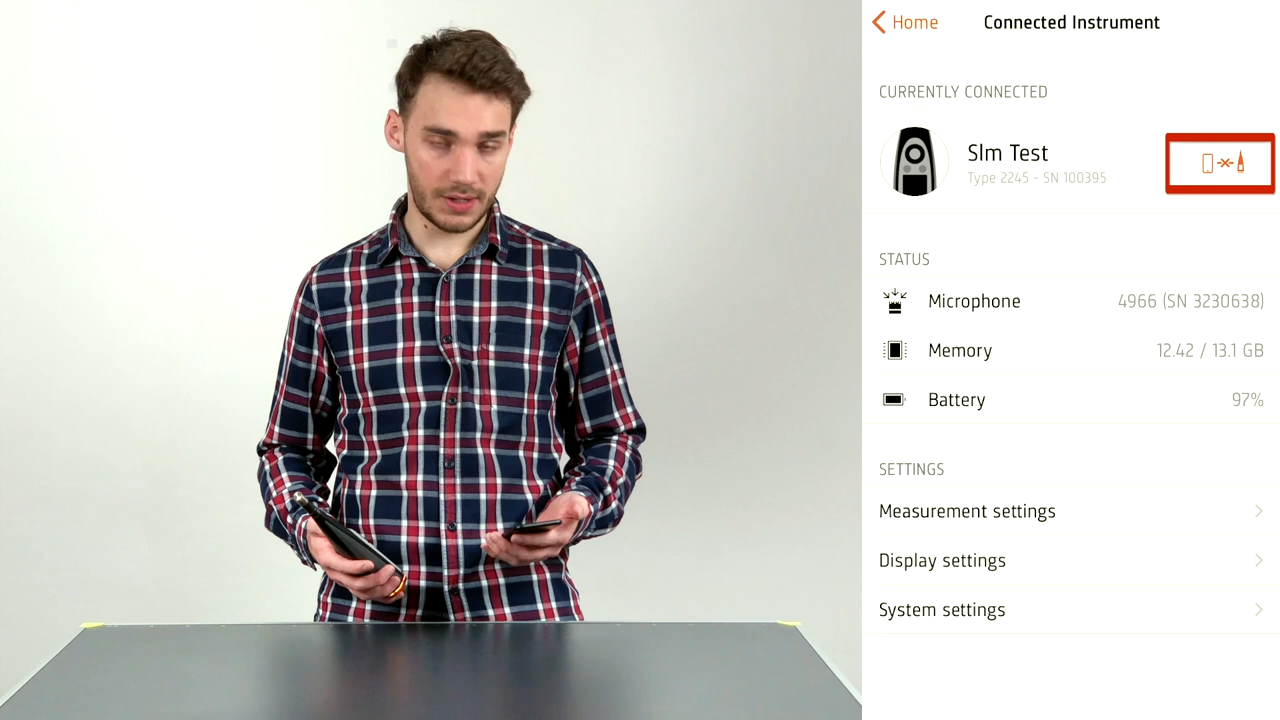 Home
Connected Instrument
CURRENTLY CONNECTED
Slm Test
Type 2245 - SN 100395
STATUS
Microphone 4966 (SN 3230638)
Memory 12.42 / 13.1 GB
Battery 97%
SETTINGS
Measurement settings
Display settings
System settings